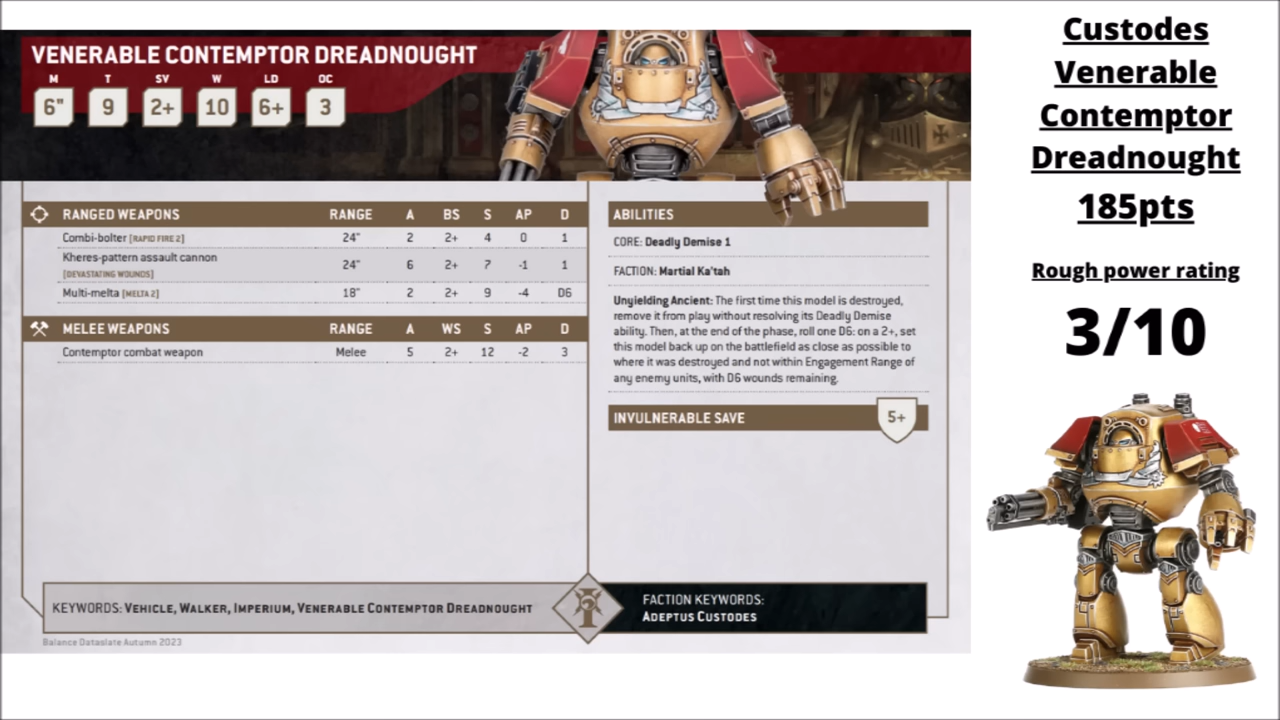 VENERABLE CONTEMPTOR DREADNOUGHT
M T SV W LD OC
6" 9 2+ 10 6+ 3
RANGED WEAPONS RANGE A BS S AP D
Combi-bolter [RAPID FIRE 2] 24" 2 2+ 4 0 1
Kheres-pattern assault cannon
[DEVASTATING WOUNDS] 24" 6 2+ 7 -1 1
Multi-melta [MELTA 2] 18" 2 2+ 9 -4 D6
MELEE WEAPONS RANGE A WS S AP D
Contemptor combat weapon Melee 5 2+ 12 -2 3
ABILITIES
CORE: Deadly Demise 1
FACTION: Martial Ka'tah
Unyielding Ancient: The first time this model is destroyed,
remove it from play without resolving its Deadly Demise
ability. Then, at the end of the phase, roll one D6: on a 2+, set
this model back up on the battlefield as close as possible to
where it was destroyed and not within Engagement Range of
any enemy units, with D6 wounds remaining.
INVULNERABLE SAVE 5+
KEYWORDS: VEHICLE, WALKER, IMPERIUM, VENERABLE CONTEMPTOR DREADNOUGHT
FACTION KEYWORDS:
ADEPTUS CUSTODES
Balance Dataslate Autumn 2023
Custodes
Venerable
Contemptor
Dreadnought
185pts
Rough power rating
3/10